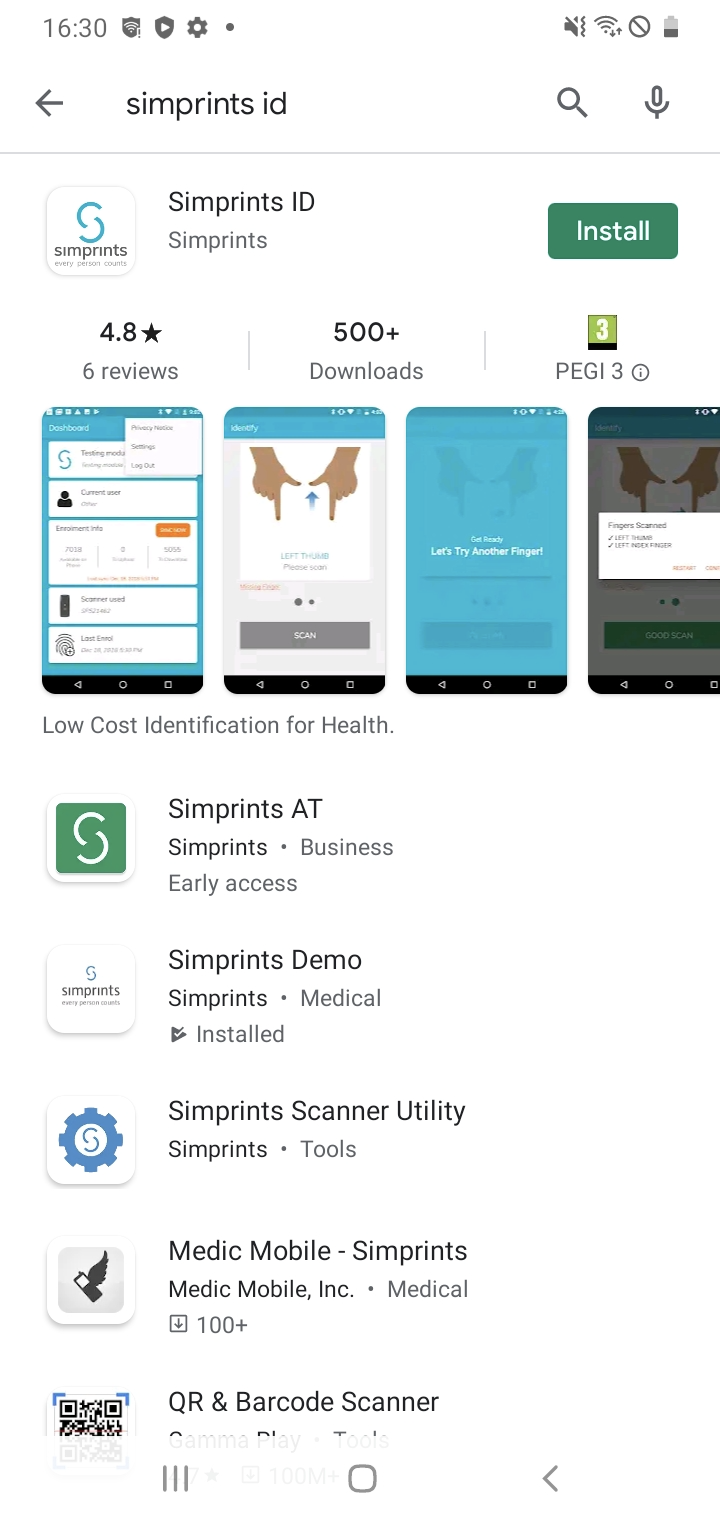 16:30
simprints id
Simprints ID
Simprints
Install
simprints
every person counts
4.8★
6 reviews
500+
Downloads
3
PEGI 3
Dashboard
Privacy Notice
Settings
Log Out
Testing modu
Testing module
Current user
Other
Enrolment Info
SYNC NOW
7018
0
5055
Scanner used
SP521462
Last Enrol
Dec 18, 2018 5:30 PM
Identify
LEFT THUMB
Please scan
Missing Finger
SCAN
Get Ready
Let's Try Another Finger!
Identify
Fingers Scanned
✓ LEFT THUMB
✓ LEFT INDEX FINGER
RESTART
CONF
GOOD SCAN
Low Cost Identification for Health.
Simprints AT
Simprints • Business
Early access
simprints
every person counts
Simprints Demo
Simprints • Medical
Installed
Simprints Scanner Utility
Simprints • Tools
Medic Mobile - Simprints
Medic Mobile, Inc. • Medical
100+
QR & Barcode Scanner
Gamma Play • Tools
100M+